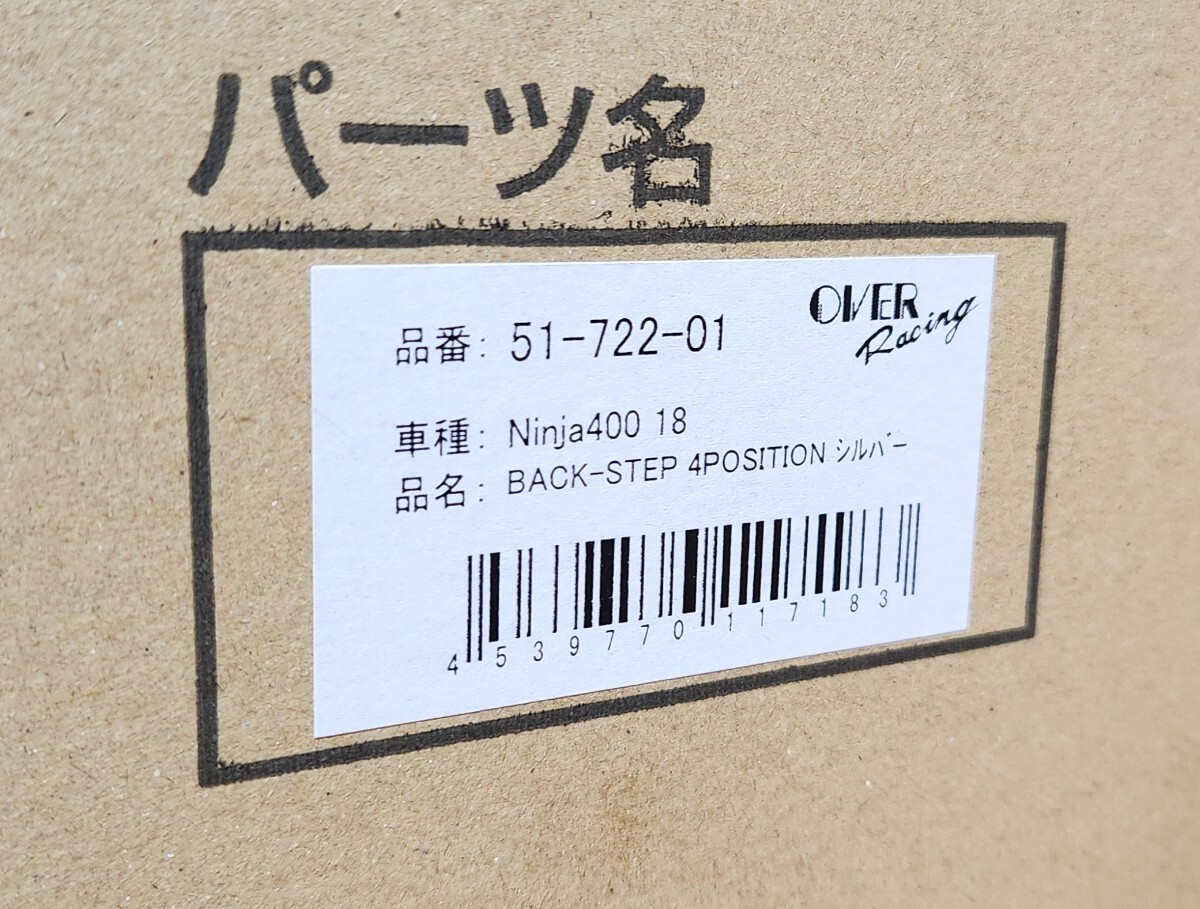 パーツ名
OVER
Racing
品番: 51-722-01
車種: Ninja400 18
品名: BACK-STEP 4POSITION シルバー
4539770117183